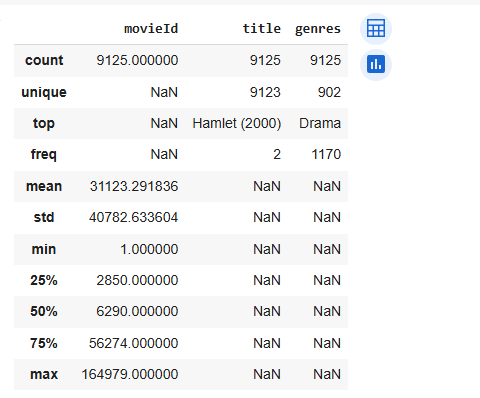 movieId title genres
count 9125.000000 9125 9125
unique NaN 9123 902
top NaN Hamlet (2000) Drama
freq NaN 2 1170
mean 31123.291836 NaN NaN
std 40782.633604 NaN NaN
min 1.000000 NaN NaN
25% 2850.000000 NaN NaN
50% 6290.000000 NaN NaN
75% 56274.000000 NaN NaN
max 164979.000000 NaN NaN